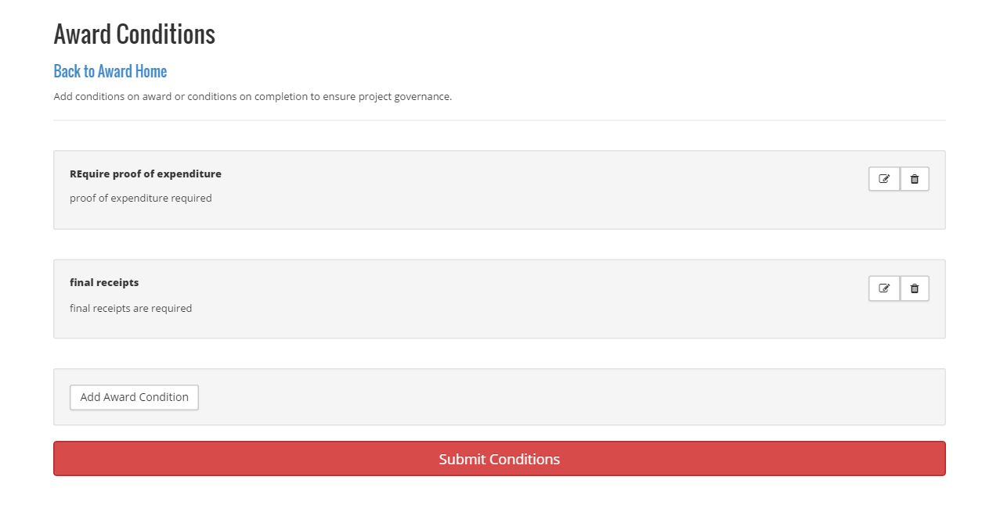 Award Conditions
Back to Award Home
Add conditions on award or conditions on completion to ensure project governance.
REquire proof of expenditure
proof of expenditure required
final receipts
final receipts are required
Add Award Condition
Submit Conditions